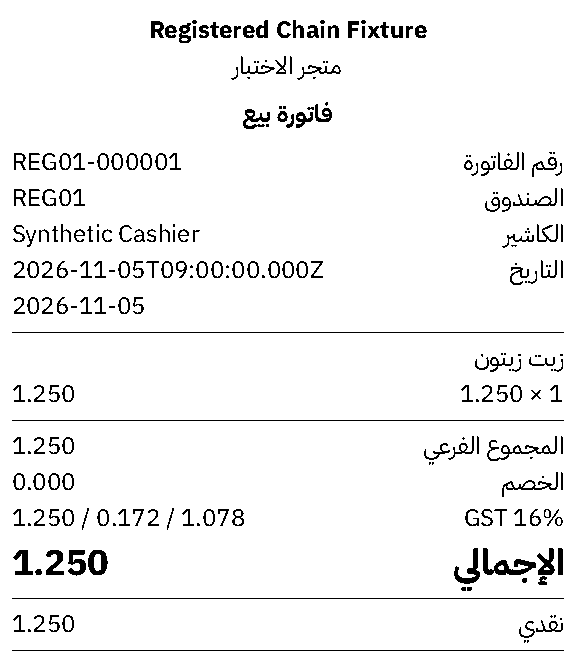 Registered Chain Fixture
متجر الاختبار
فاتورة بيع
رقم الفاتورة REG01-000001
الصندوق REG01
الكاشير Synthetic Cashier
التاريخ 2026-11-05T09:00:00.000Z
2026-11-05
زيت زيتون
1.250 × 1 1.250
المجموع الفرعي 1.250
الخصم 0.000
GST 16% 1.250 / 0.172 / 1.078
الإجمالي 1.250
نقدي 1.250